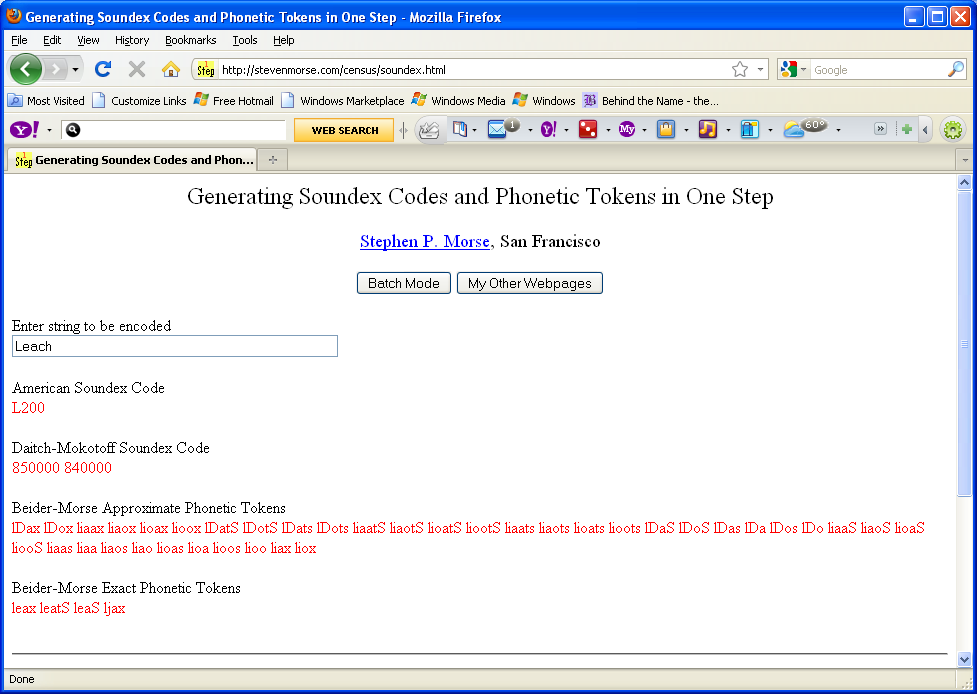 Generating Soundex Codes and Phonetic Tokens in One Step - Mozilla Firefox
File Edit View History Bookmarks Tools Help
Step http://stevenmorse.com/census/soundex.html Google
Most Visited Customize Links Free Hotmail Windows Marketplace Windows Media Windows Behind the Name - the...
Y! WEB SEARCH 1 Y! My 60°
1 Step Generating Soundex Codes and Phon...
Generating Soundex Codes and Phonetic Tokens in One Step
Stephen P. Morse, San Francisco
Batch Mode My Other Webpages
Enter string to be encoded
Leach
American Soundex Code
L200
Daitch-Mokotoff Soundex Code
850000 840000
Beider-Morse Approximate Phonetic Tokens
lDax lDox liaax liaox lioax lioox lDatS lDotS lDats lDots liaatS liaotS lioatS liootS liaats liaots lioats lioots lDaS lDoS lDas lDa lDos lDo liaaS liaoS lioaS
liooS liaas liaa liaos liao lioas lioa lioos lioo liax liox
Beider-Morse Exact Phonetic Tokens
leax leatS leaS ljax
Done